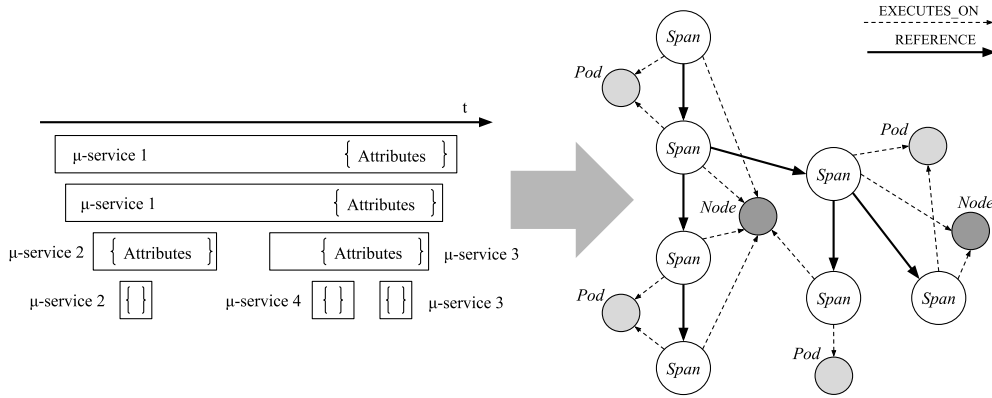 t
μ-service 1 { Attributes }
μ-service 1 { Attributes }
μ-service 2 { Attributes } { Attributes } μ-service 3
μ-service 2 { } μ-service 4 { } { } μ-service 3
EXECUTES_ON
REFERENCE
Span
Pod
Span
Pod
Span
Node
Node
Span
Pod
Span
Span
Pod
Span